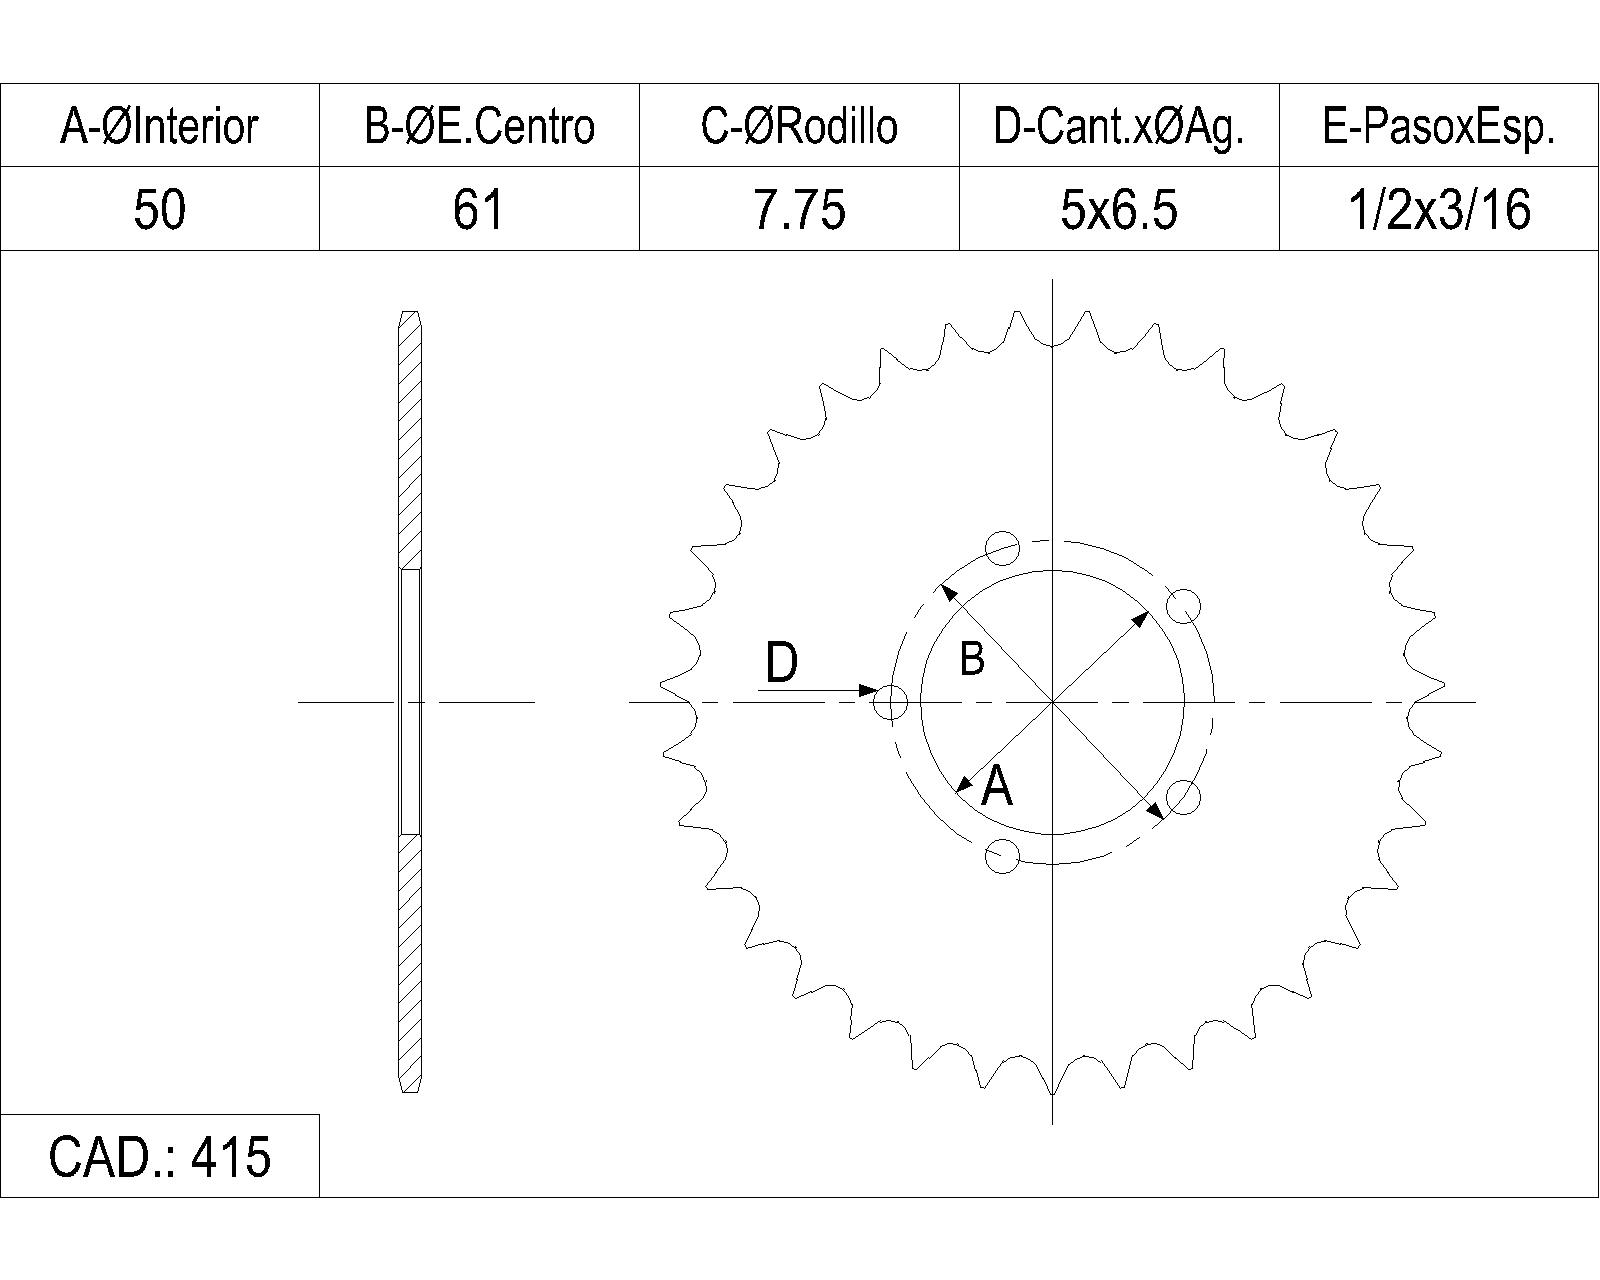 A-ØInterior B-ØE.Centro C-ØRodillo D-Cant.xØAg. E-PasoxEsp.
50 61 7.75 5x6.5 1/2x3/16
D
B
A
CAD.: 415